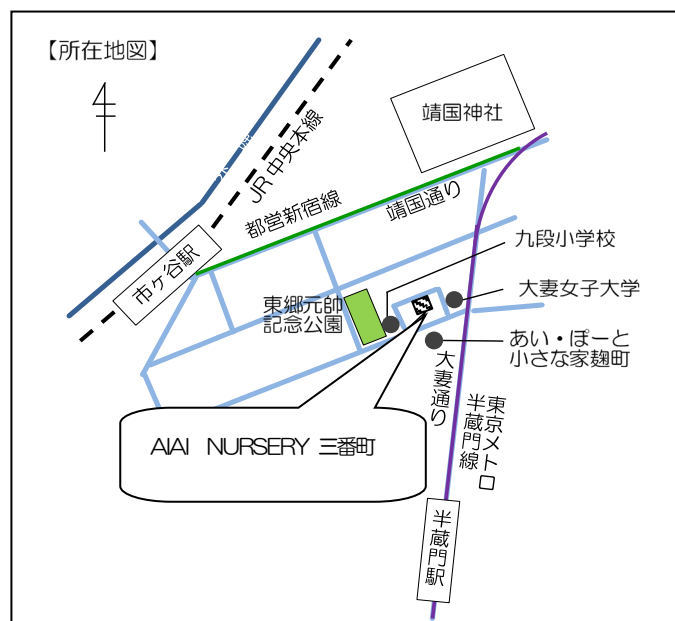 【所在地図】
靖国神社
JR中央本線
都営新宿線
靖国通り
市ヶ谷駅
九段小学校
大妻女子大学
東郷元帥
記念公園
あい・ぽーと
小さな家麹町
大妻通り
東京メトロ
半蔵門線
AIAI NURSERY 三番町
半蔵門駅